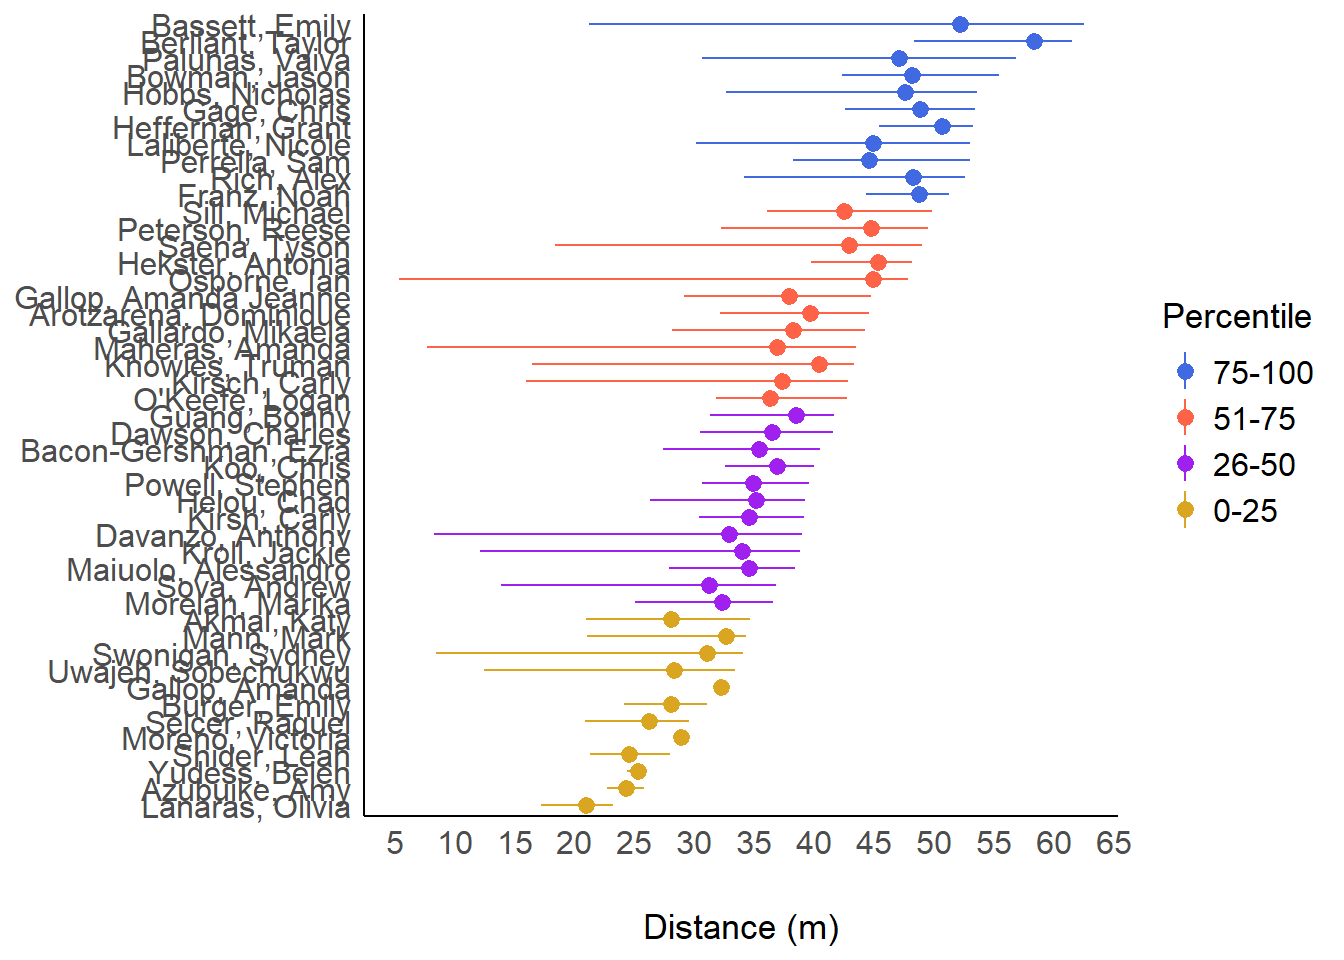 Bassett, Emily
Berliant, Taylor
Palunas, Vaiva
Bowman, Jason
Hobbs, Nicholas
Gage, Chris
Heffernan, Grant
Laliberte, Nicole
Perrella, Sam
Rich, Alex
Franz, Noah
Sill, Michael
Peterson, Reese
Saena, Tyson
Hekster, Antonia
Osborne, Ian
Gallop, Amanda Jeanne
Arotzarena, Dominique
Gallardo, Mikaela
Maheras, Amanda
Knowles, Truman
Kirsch, Carly
O'Keefe, Logan
Guang, Bonny
Dawson, Charles
Bacon-Gershman, Ezra
Koo, Chris
Powell, Stephen
Helou, Chad
Kirsh, Carly
Davanzo, Anthony
Kroll, Jackie
Maiuolo, Alessandro
Sova, Andrew
Morelan, Marika
Akmal, Katy
Mann, Mark
Swonigan, Sydney
Uwajeh, Sobechukwu
Gallop, Amanda
Burger, Emily
Selcer, Raquel
Moreno, Victoria
Snider, Leah
Yudess, Belen
Azubuike, Amy
Lanaras, Olivia
5 10 15 20 25 30 35 40 45 50 55 60 65
Distance (m)
Percentile
75-100
51-75
26-50
0-25